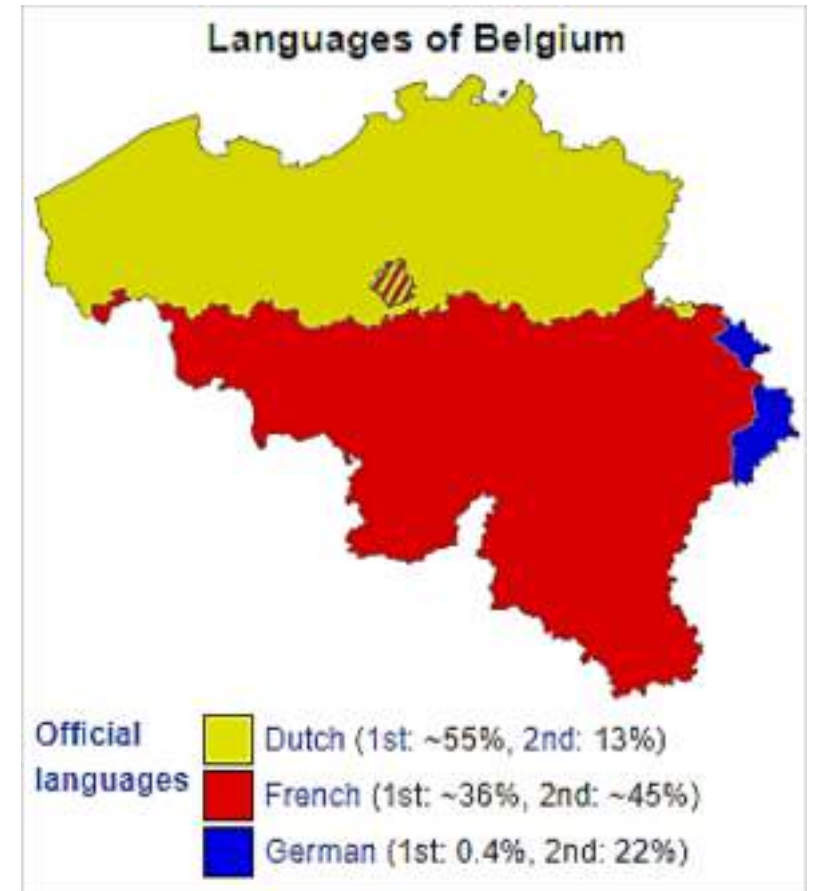 Languages of Belgium
Official languages
Dutch (1st: ~55%, 2nd: 13%)
French (1st: ~36%, 2nd: ~45%)
German (1st: 0.4%, 2nd: 22%)